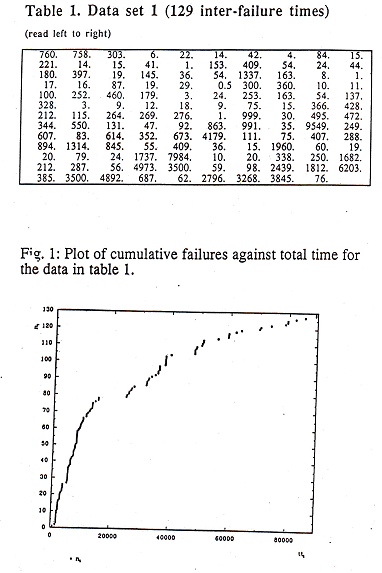 Table 1. Data set 1 (129 inter-failure times)
(read left to right)
760. 758. 303. 6. 22. 14. 42. 4. 84. 15.
221. 14. 15. 41. 1. 153. 409. 54. 24. 44.
180. 397. 19. 145. 36. 54. 1337. 163. 8. 1.
17. 16. 87. 19. 29. 0.5 300. 360. 10. 11.
100. 252. 460. 179. 3. 24. 253. 163. 54. 137.
328. 3. 9. 12. 18. 9. 75. 15. 366. 428.
212. 115. 264. 269. 276. 1. 999. 30. 495. 472.
344. 550. 131. 47. 92. 863. 991. 35. 9549. 249.
607. 83. 614. 352. 673. 4179. 111. 75. 407. 288.
894. 1314. 845. 55. 409. 36. 15. 1960. 60. 19.
20. 79. 24. 1737. 7984. 10. 20. 338. 250. 1682.
212. 287. 56. 4973. 3500. 59. 98. 2439. 1812. 6203.
385. 3500. 4892. 687. 62. 2796. 3268. 3845. 76.
Fig. 1: Plot of cumulative failures against total time for
the data in table 1.
130
120
110
100
90
80
70
60
50
40
30
20
10
0
0 20000 40000 60000 80000